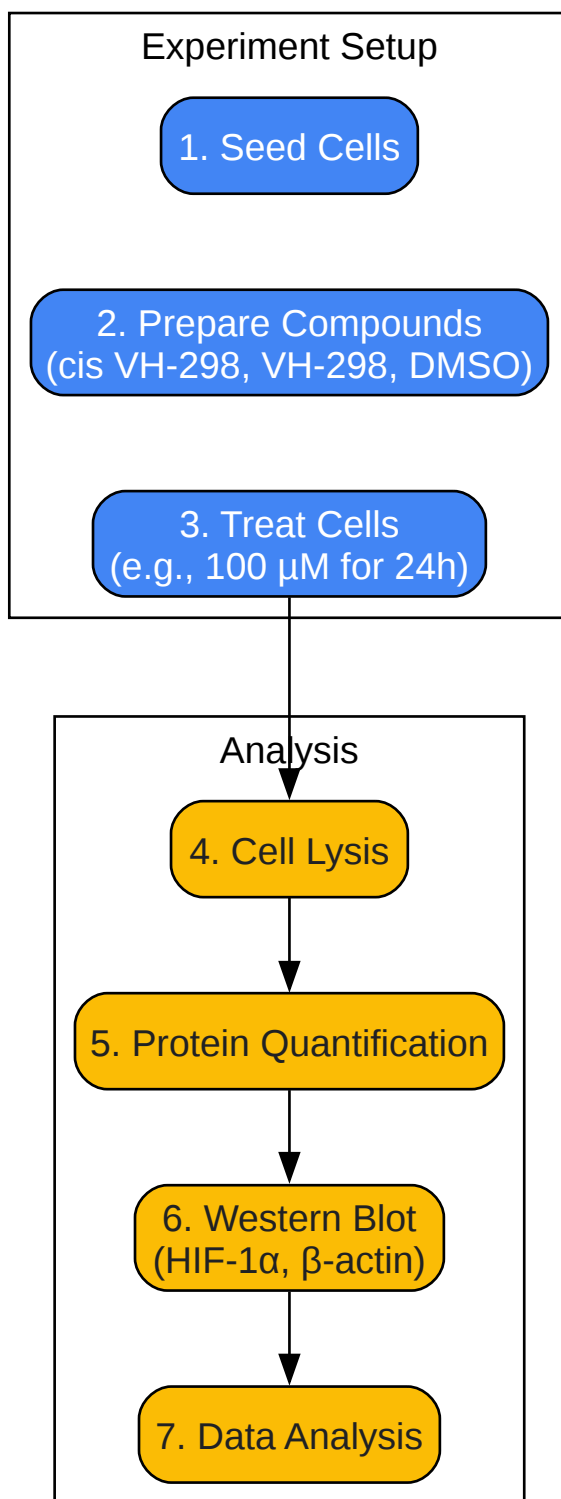 Experiment Setup
1. Seed Cells
2. Prepare Compounds
(cis VH-298, VH-298, DMSO)
3. Treat Cells
(e.g., 100 µM for 24h)
Analysis
4. Cell Lysis
5. Protein Quantification
6. Western Blot
(HIF-1α, β-actin)
7. Data Analysis